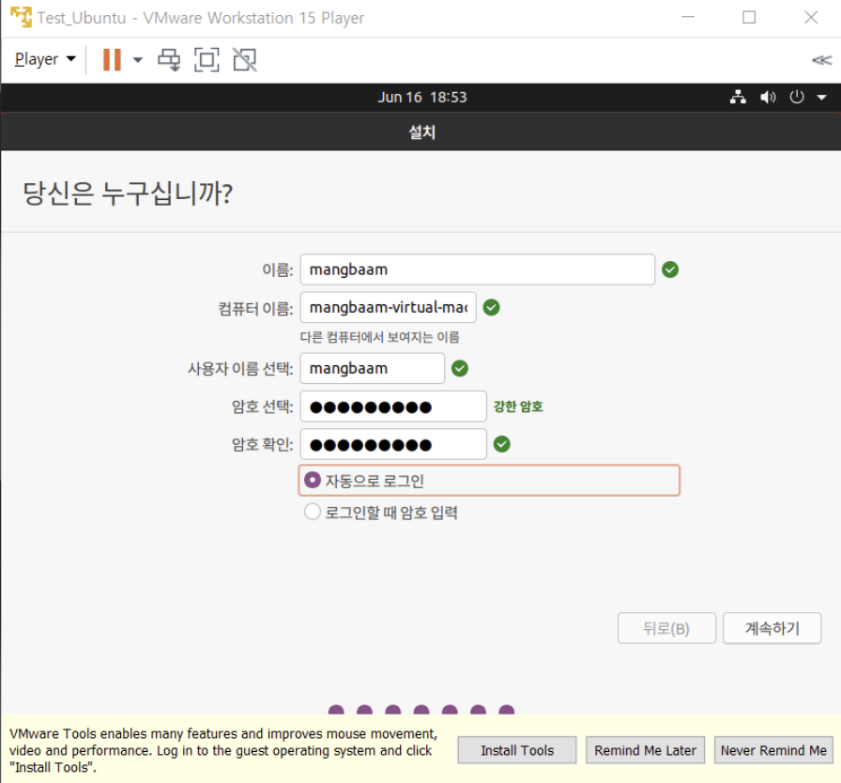 Test_Ubuntu - VMware Workstation 15 Player
Player
Jun 16 18:53
설치
당신은 누구십니까?
이름: mangbaam
컴퓨터 이름: mangbaam-virtual-mac
다른 컴퓨터에서 보여지는 이름
사용자 이름 선택: mangbaam
암호 선택: ●●●●●●●●● 강한 암호
암호 확인: ●●●●●●●●●
자동으로 로그인
로그인할 때 암호 입력
뒤로(B) 계속하기
VMware Tools enables many features and improves mouse movement,
video and performance. Log in to the guest operating system and click
"Install Tools".
Install Tools Remind Me Later Never Remind Me